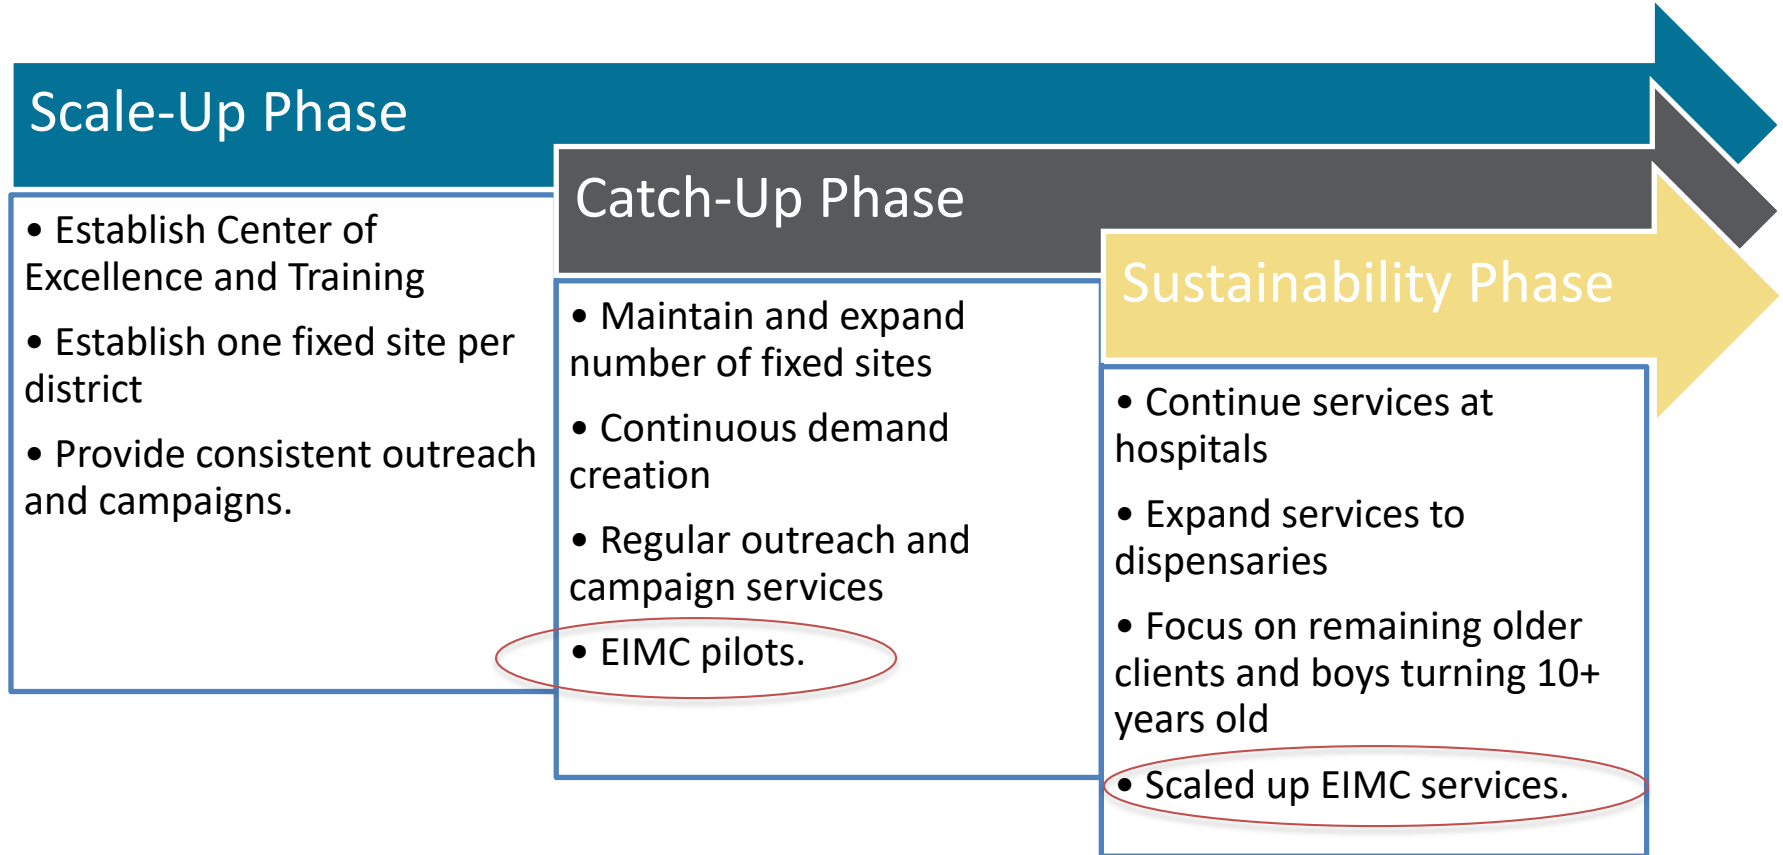 Scale-Up Phase
• Establish Center of
Excellence and Training
• Establish one fixed site per
district
• Provide consistent outreach
and campaigns.
Catch-Up Phase
• Maintain and expand
number of fixed sites
• Continuous demand
creation
• Regular outreach and
campaign services
• EIMC pilots.
Sustainability Phase
• Continue services at
hospitals
• Expand services to
dispensaries
• Focus on remaining older
clients and boys turning 10+
years old
• Scaled up EIMC services.